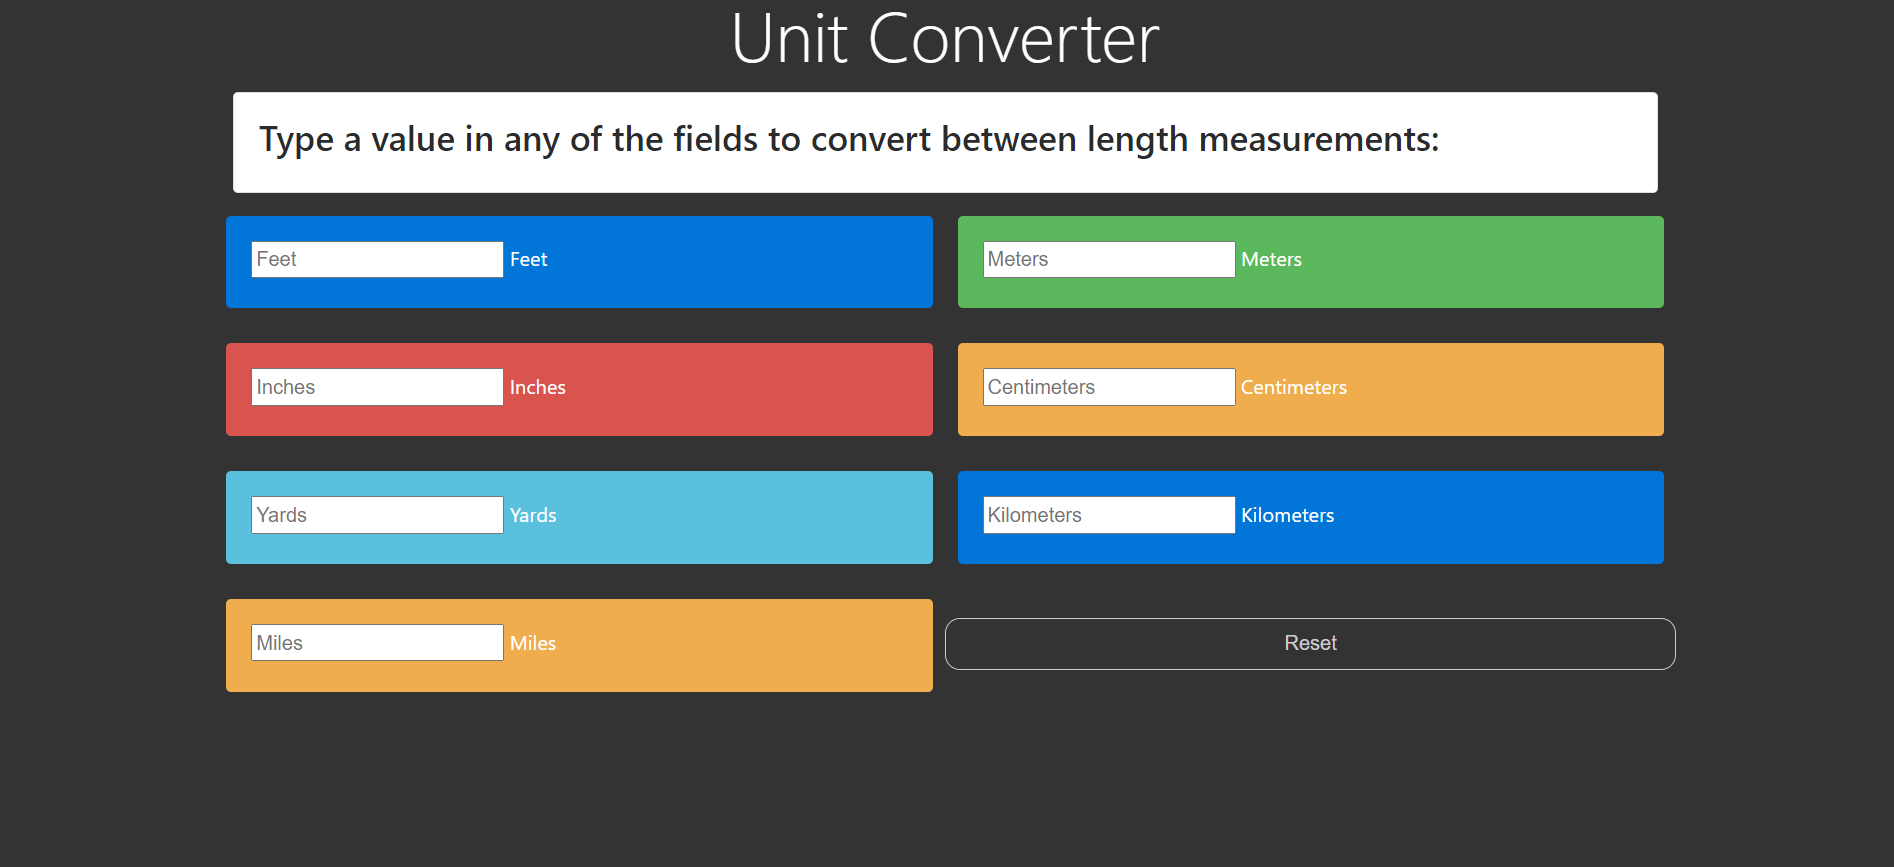 Unit Converter
Type a value in any of the fields to convert between length measurements:
Feet Feet
Meters Meters
Inches Inches
Centimeters Centimeters
Yards Yards
Kilometers Kilometers
Miles Miles
Reset